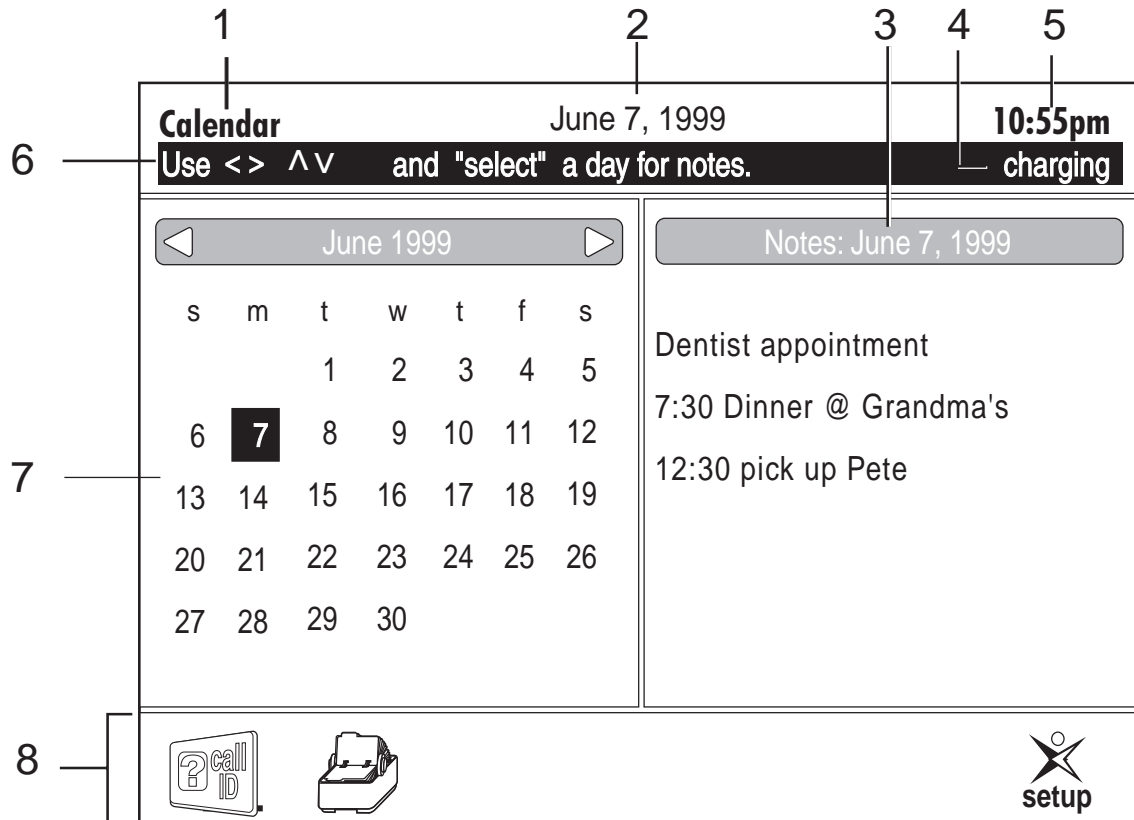 1 2 3 4 5
Calendar June 7, 1999 10:55pm
6 Use < > ᐱ ᐯ and "select" a day for notes. charging
June 1999 Notes: June 7, 1999
s m t w t f s
1 2 3 4 5
6 7 8 9 10 11 12
13 14 15 16 17 18 19
20 21 22 23 24 25 26
27 28 29 30
Dentist appointment
7:30 Dinner @ Grandma's
12:30 pick up Pete
7
8
? call
ID
setup